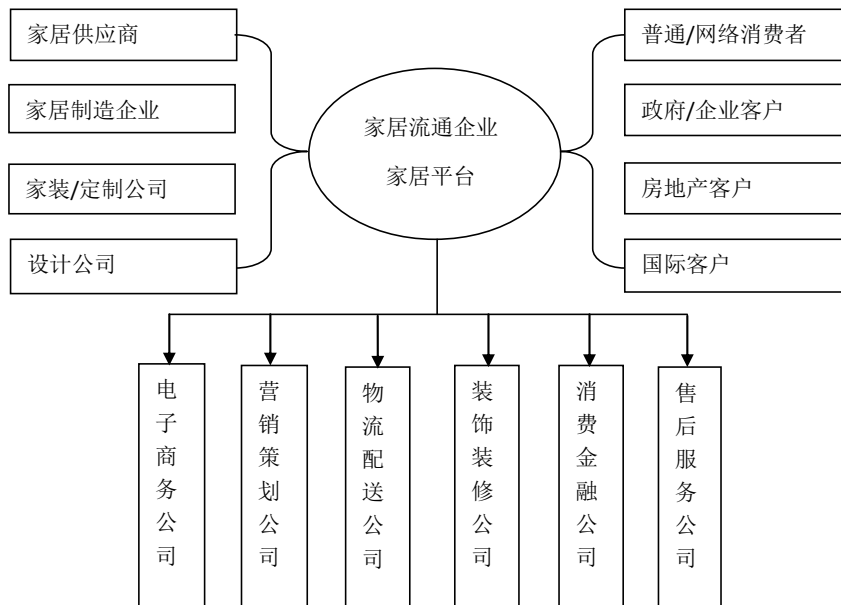 家居供应商
家居制造企业
家装/定制公司
设计公司
家居流通企业
家居平台
普通/网络消费者
政府/企业客户
房地产客户
国际客户
电子商务公司
营销策划公司
物流配送公司
装饰装修公司
消费金融公司
售后服务公司